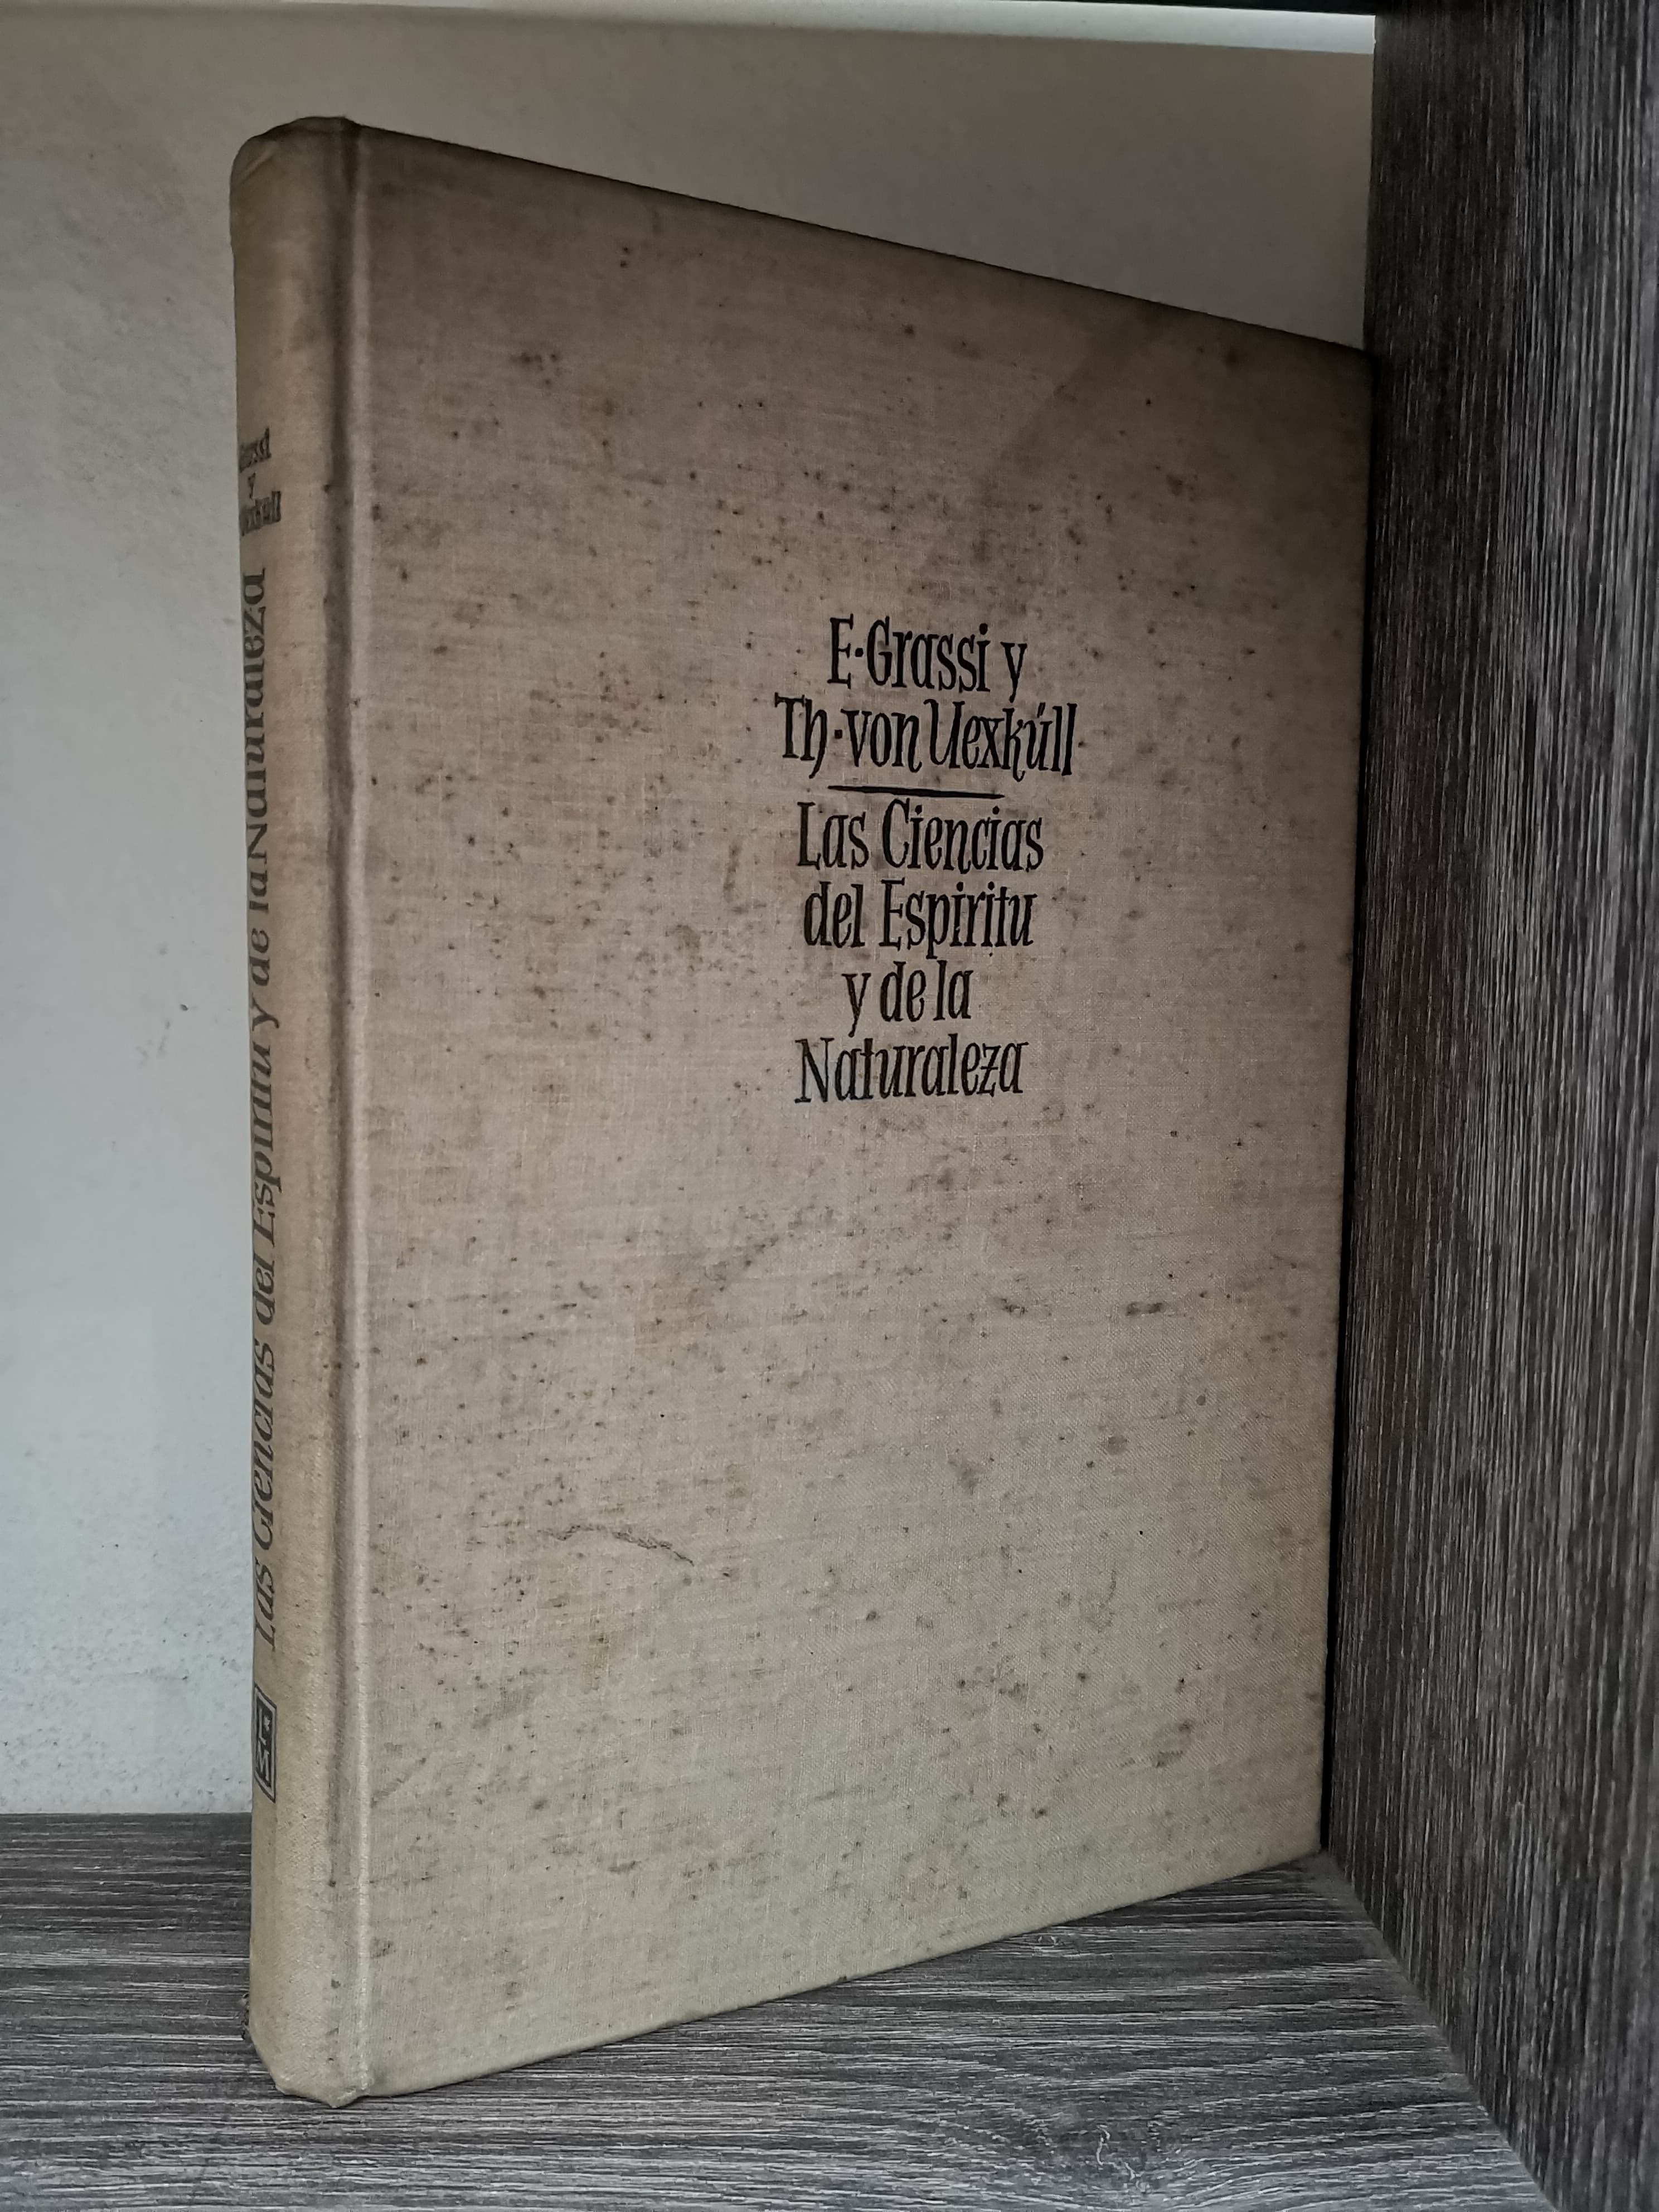 E·Grassi y
Th·von Uexküll
Las Ciencias
del Espiritu
y de la
Naturaleza
y
Las Ciencias del Espiritu y de la Naturaleza